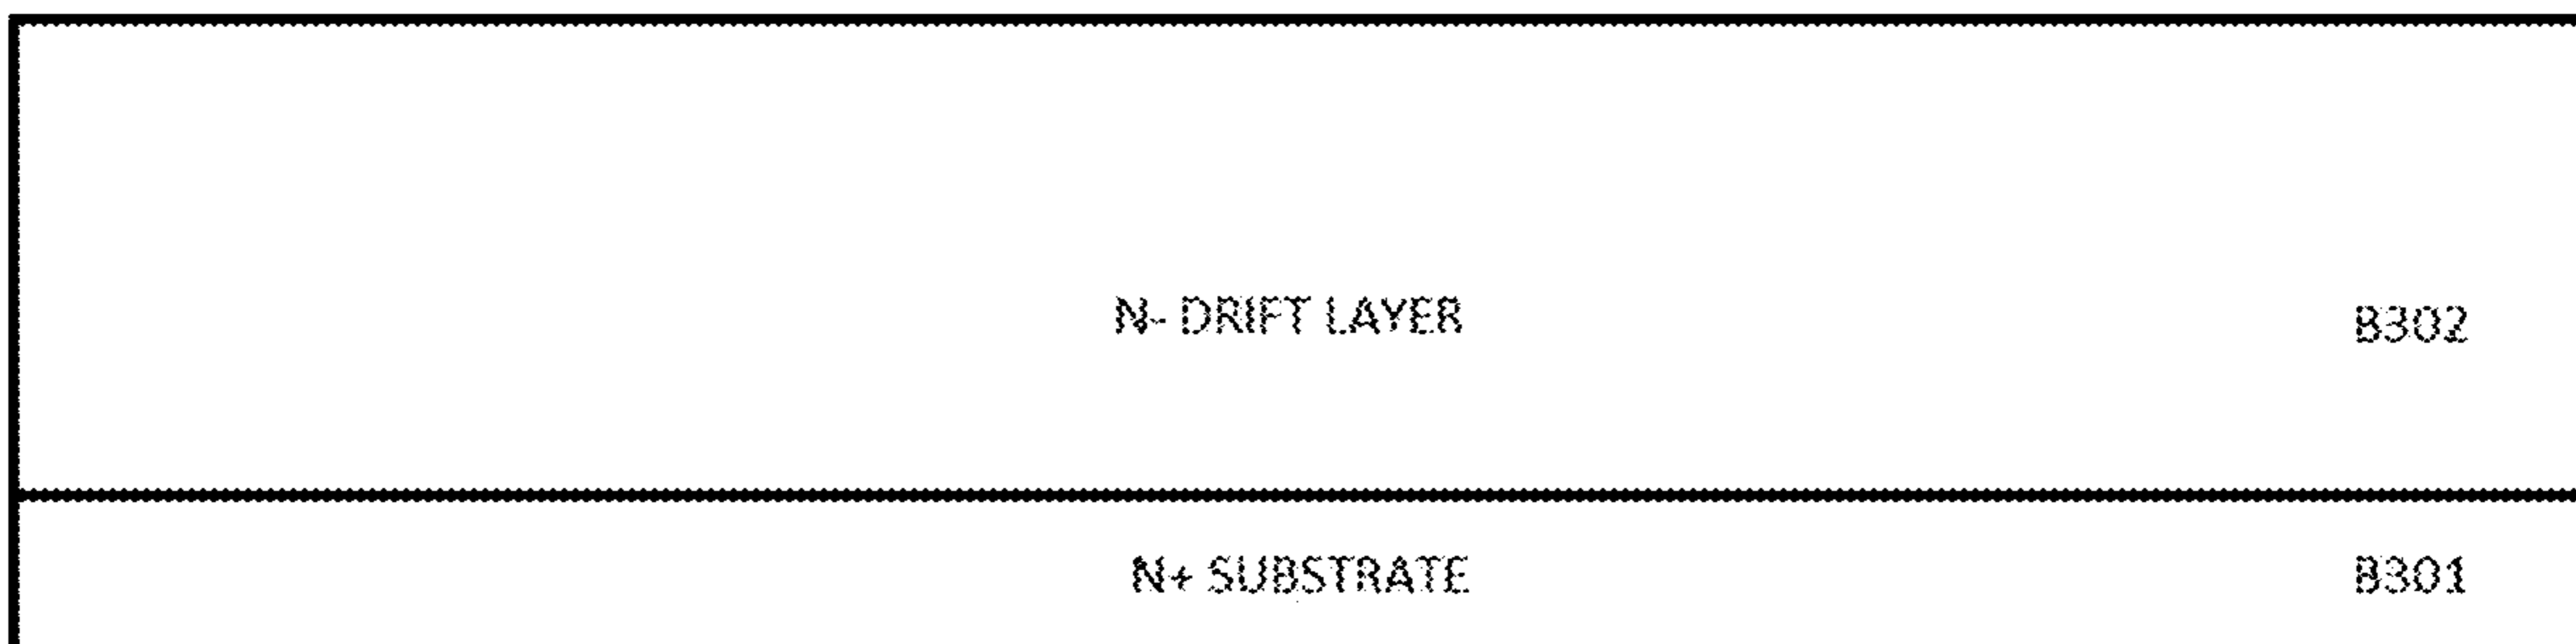 N- DRIFT LAYER B302
N+ SUBSTRATE B301